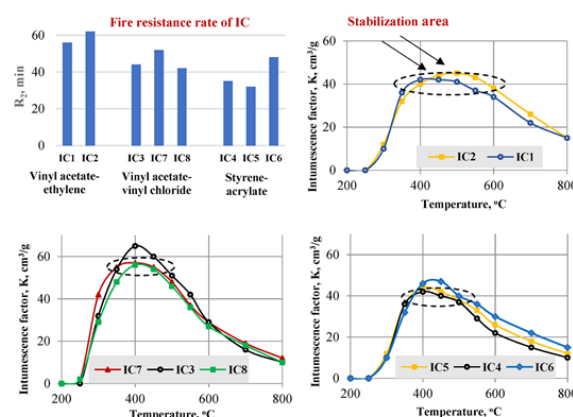 Fire resistance rate of IC
R₂, min
60
40
20
0
IC1 IC2 IC3 IC7 IC8 IC4 IC5 IC6
Vinyl acetate-
ethylene
Vinyl acetate-
vinyl chloride
Styrene-
acrylate
Stabilization area
Intumescence factor, K, cm³/g
60
40
20
0
200 400 600 800
IC2 IC1
Temperature, °C
Intumescence factor, K, cm³/g
60
40
20
0
IC7 IC3 IC8
200 400 600 800
Temperature, °C
Intumescence factor, K, cm³/g
60
40
20
0
IC5 IC4 IC6
200 400 600 800
Temperature, °C